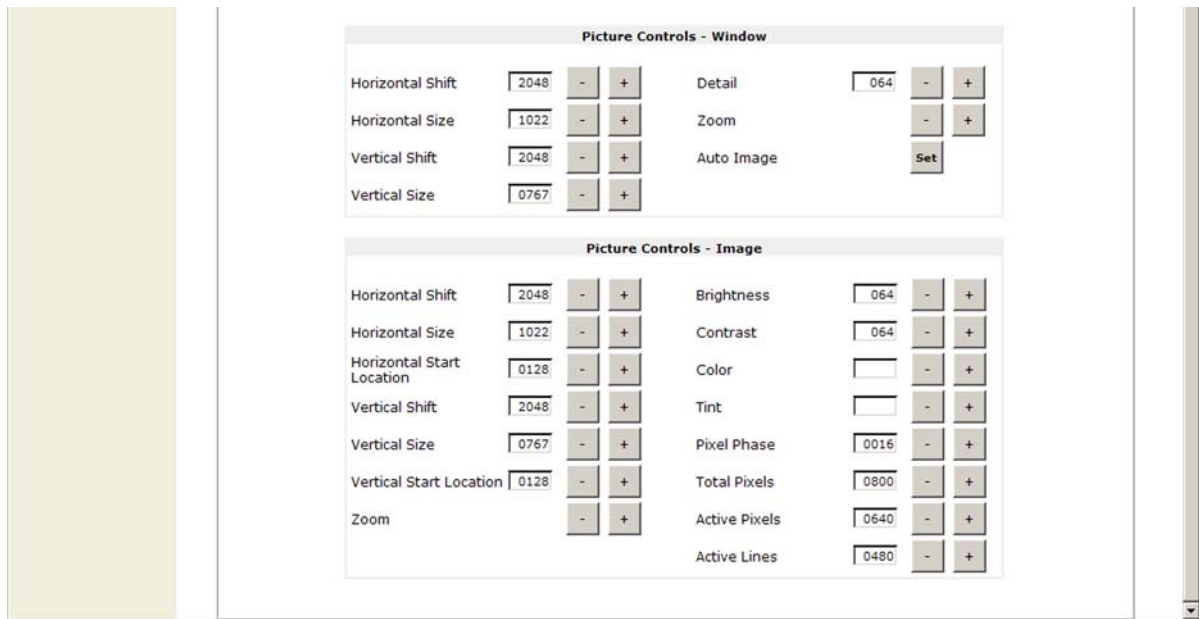 Picture Controls - Window
Horizontal Shift 2048 - + Detail 064 - +
Horizontal Size 1022 - + Zoom - +
Vertical Shift 2048 - + Auto Image Set
Vertical Size 0767 - +
Picture Controls - Image
Horizontal Shift 2048 - + Brightness 064 - +
Horizontal Size 1022 - + Contrast 064 - +
Horizontal Start
Location 0128 - + Color - +
Vertical Shift 2048 - + Tint - +
Vertical Size 0767 - + Pixel Phase 0016 - +
Vertical Start Location 0128 - + Total Pixels 0800 - +
Zoom - + Active Pixels 0640 - +
Active Lines 0480 - +